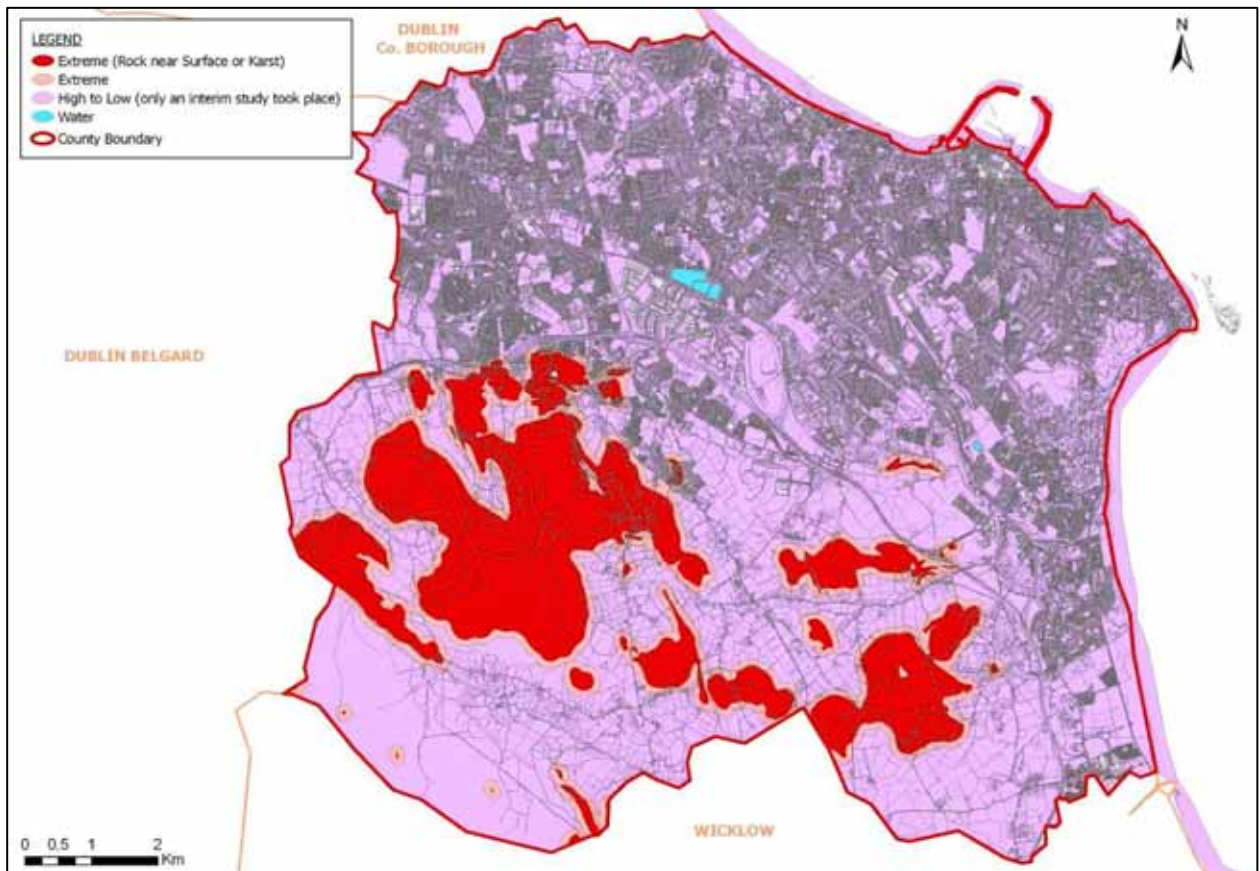 DUBLIN
Co. BOROUGH
N
LEGEND
Extreme (Rock near Surface or Karst)
Extreme
High to Low (only an interim study took place)
Water
County Boundary
DUBLIN BELGARD
WICKLOW
0 0,5 1 2
Km